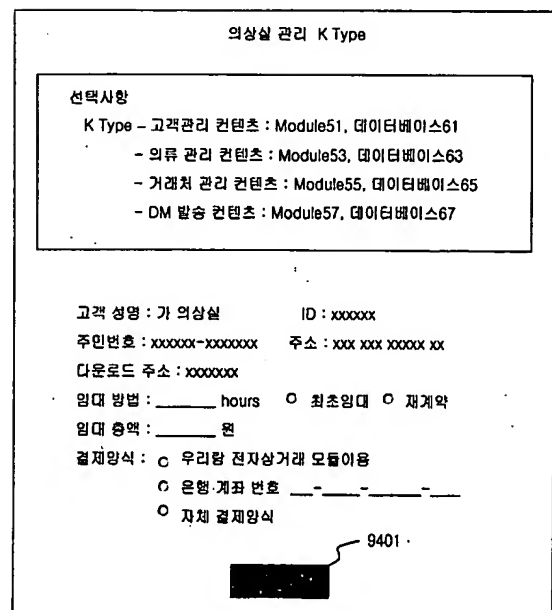 의상실 관리 K Type
선택사항
K Type – 고객관리 컨텐츠 : Module51, 데이터베이스61
– 의류 관리 컨텐츠 : Module53, 데이터베이스63
– 거래처 관리 컨텐츠 : Module55, 데이터베이스65
– DM 발송 컨텐츠 : Module57, 데이터베이스67
고객 성명 : 가 의상실 ID : xxxxxx
주민번호 : xxxxxx-xxxxxxx 주소 : xxx xxx xxxxx xx
다운로드 주소 : xxxxxxx
임대 방법 : ______ hours ○ 최초임대 ○ 재계약
임대 총액 : ______ 원
결제양식 : ○ 우리랑 전자상거래 모듈이용
○ 은행·계좌 번호 __-____-_____-___
○ 자체 결제양식
9401